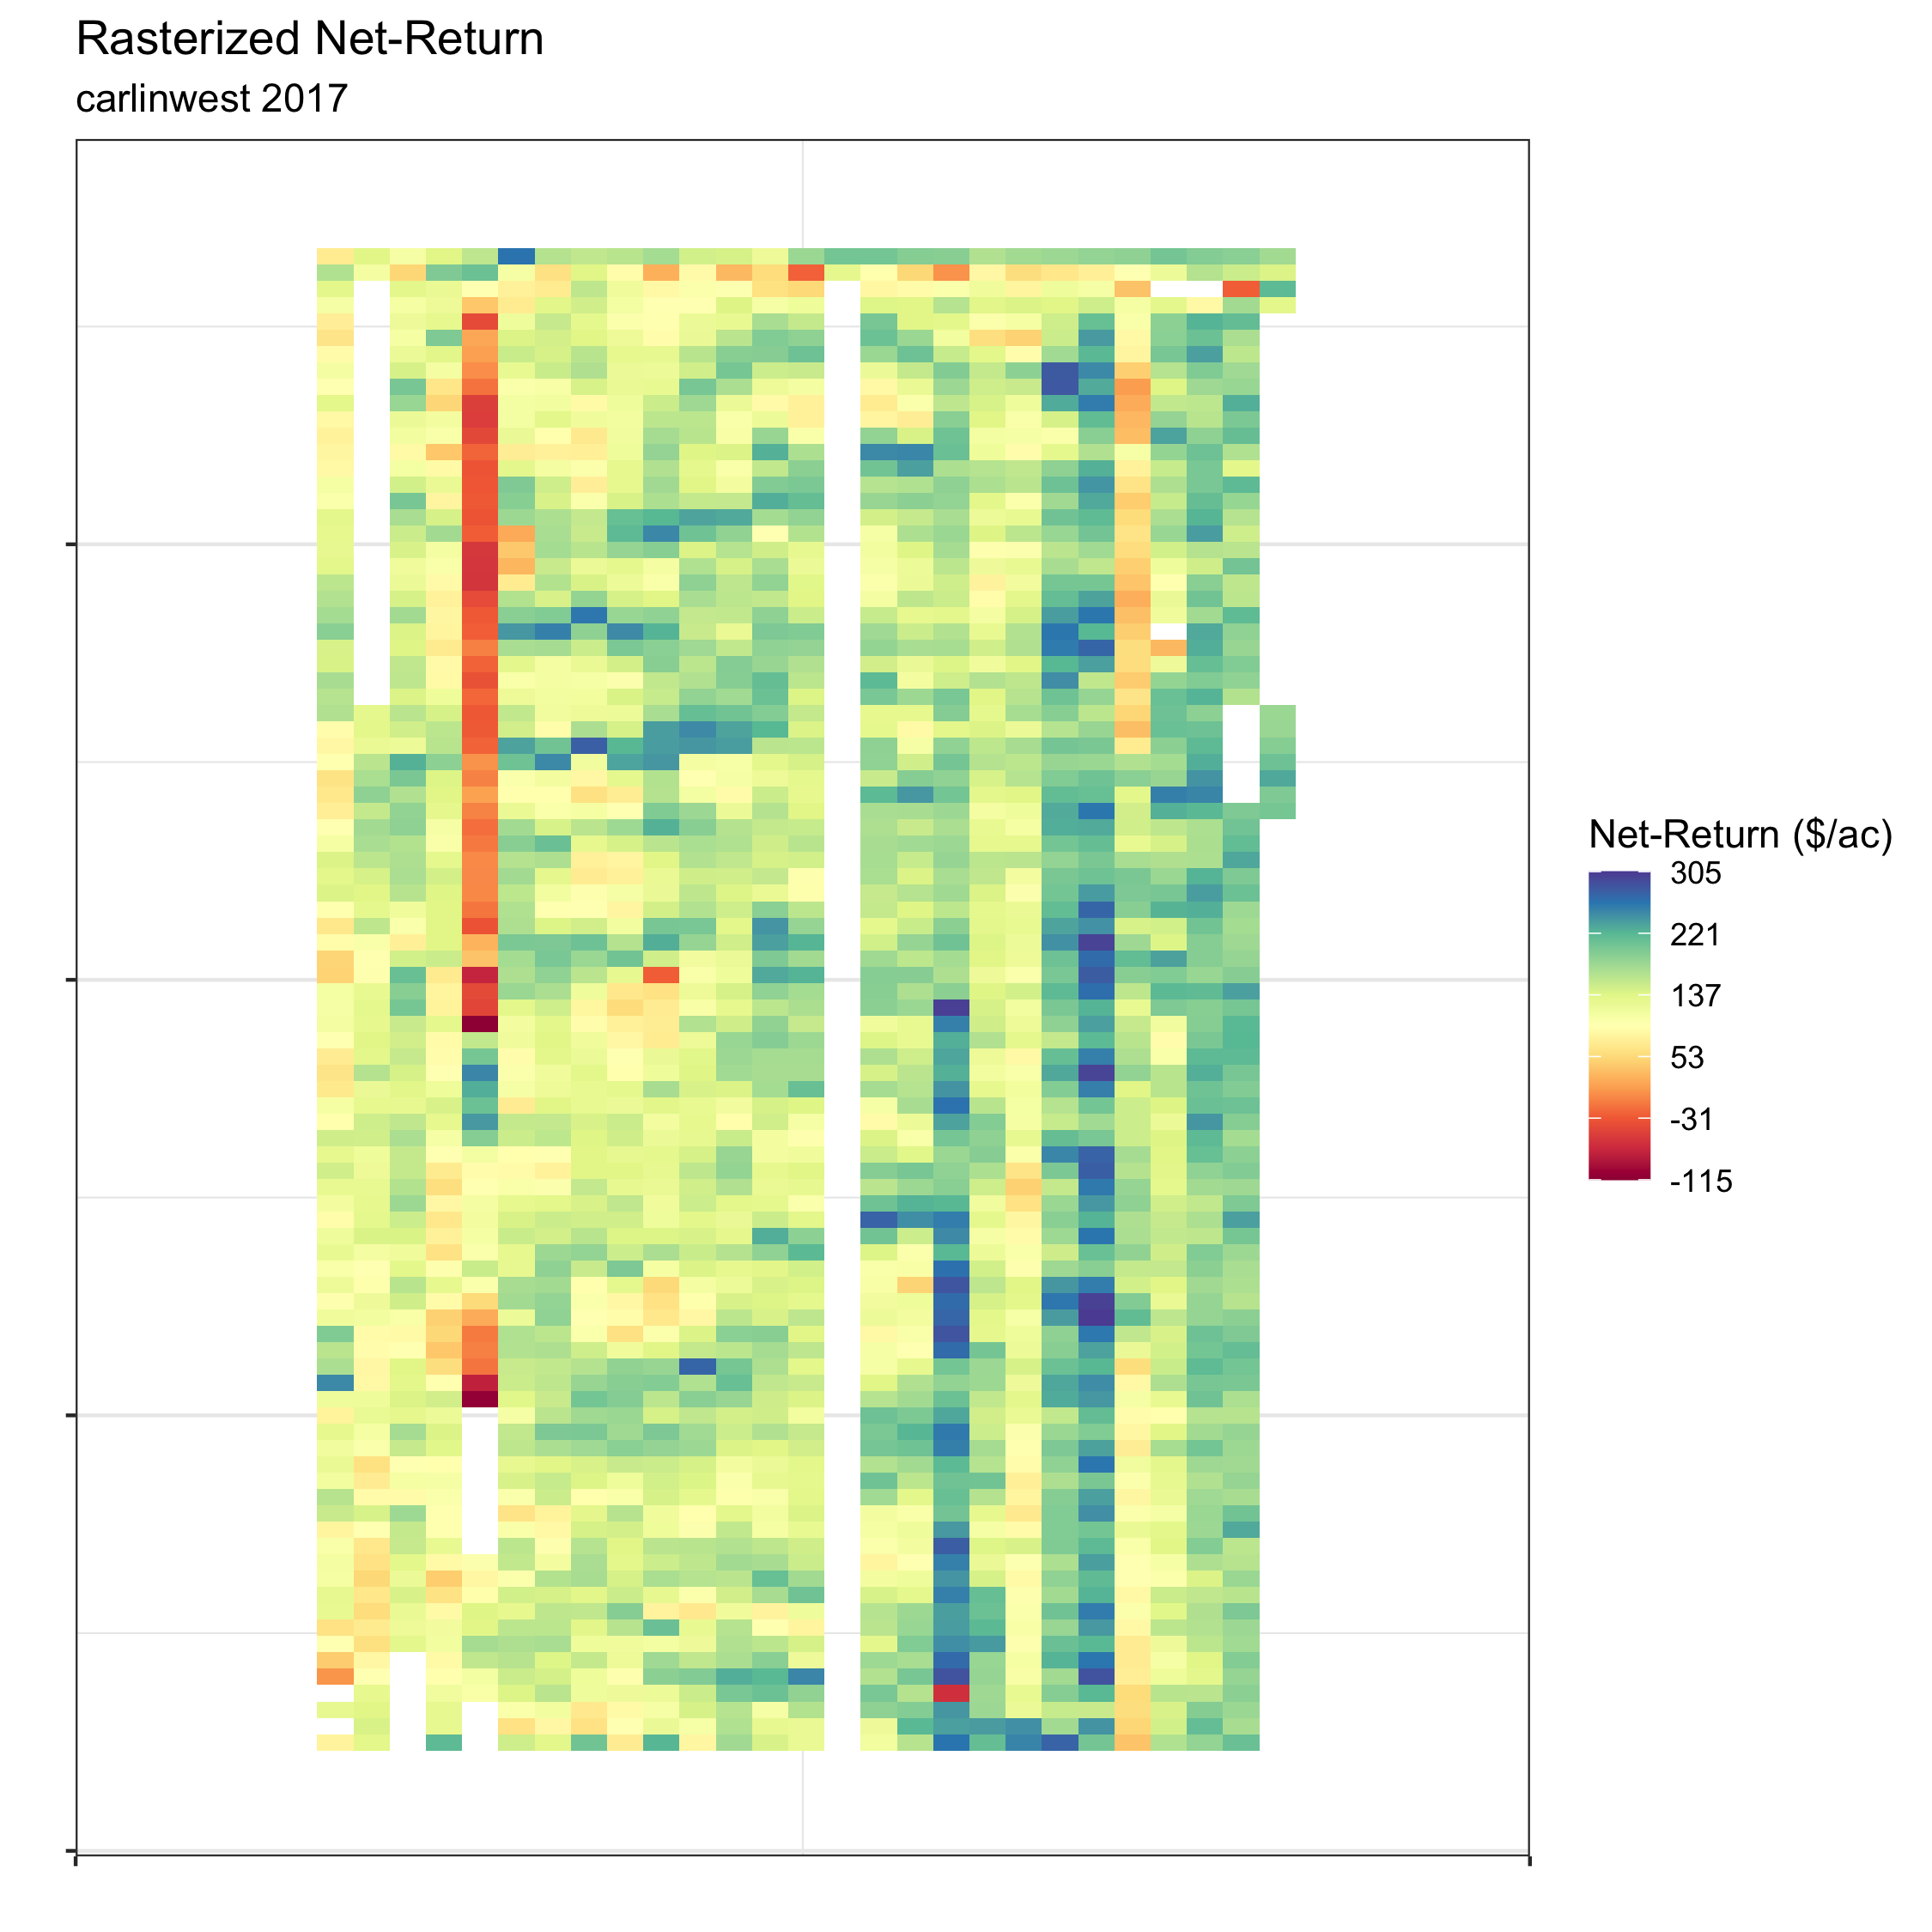 Rasterized Net-Return
carlinwest 2017
Net-Return ($/ac)
305
221
137
53
-31
-115